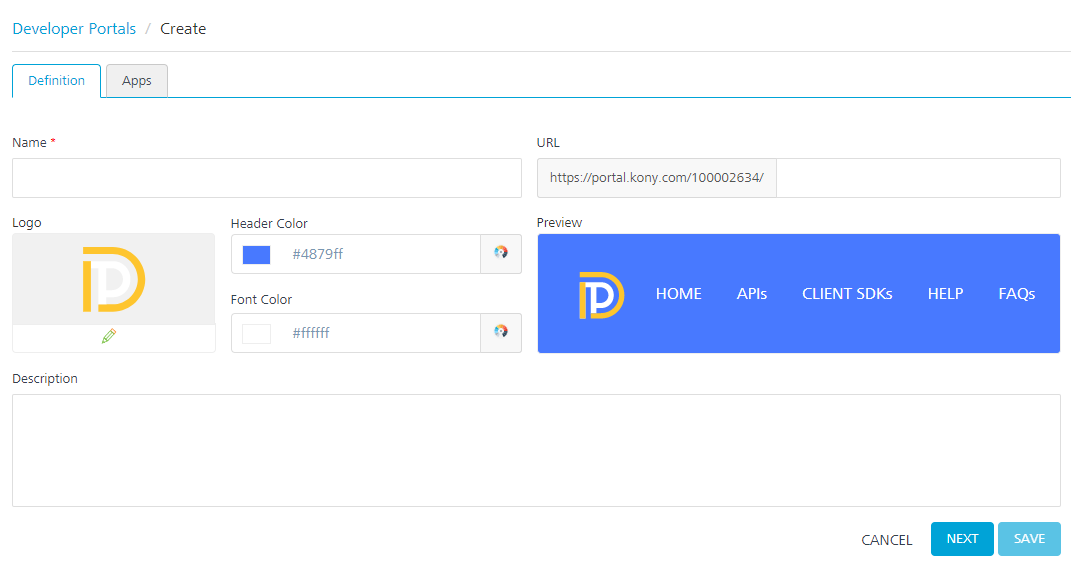 Developer Portals / Create
Definition Apps
Name * URL
https://portal.kony.com/100002634/
Logo Header Color Preview
#4879ff
HOME APIs CLIENT SDKs HELP FAQs
Font Color
#ffffff
Description
CANCEL NEXT SAVE